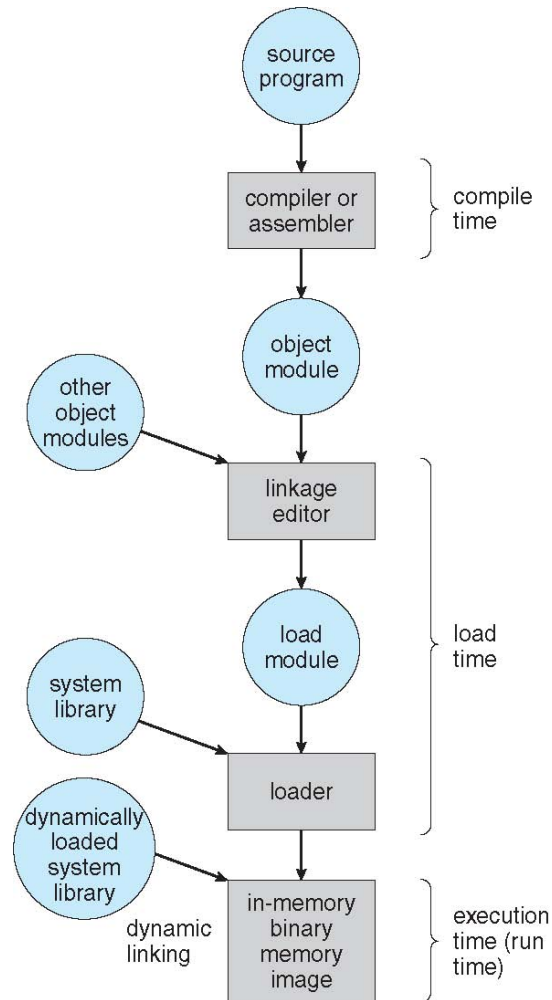 source
program
compiler or
assembler
compile
time
object
module
other
object
modules
linkage
editor
load
module
load
time
system
library
loader
dynamically
loaded
system
library
dynamic
linking
in-memory
binary
memory
image
execution
time (run
time)